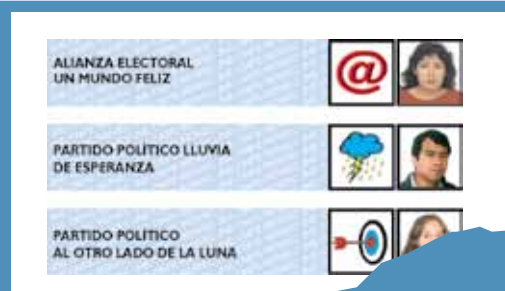 ALIANZA ELECTORAL
UN MUNDO FELIZ
@
PARTIDO POLÍTICO LLUVIA
DE ESPERANZA
PARTIDO POLÍTICO
AL OTRO LADO DE LA LUNA